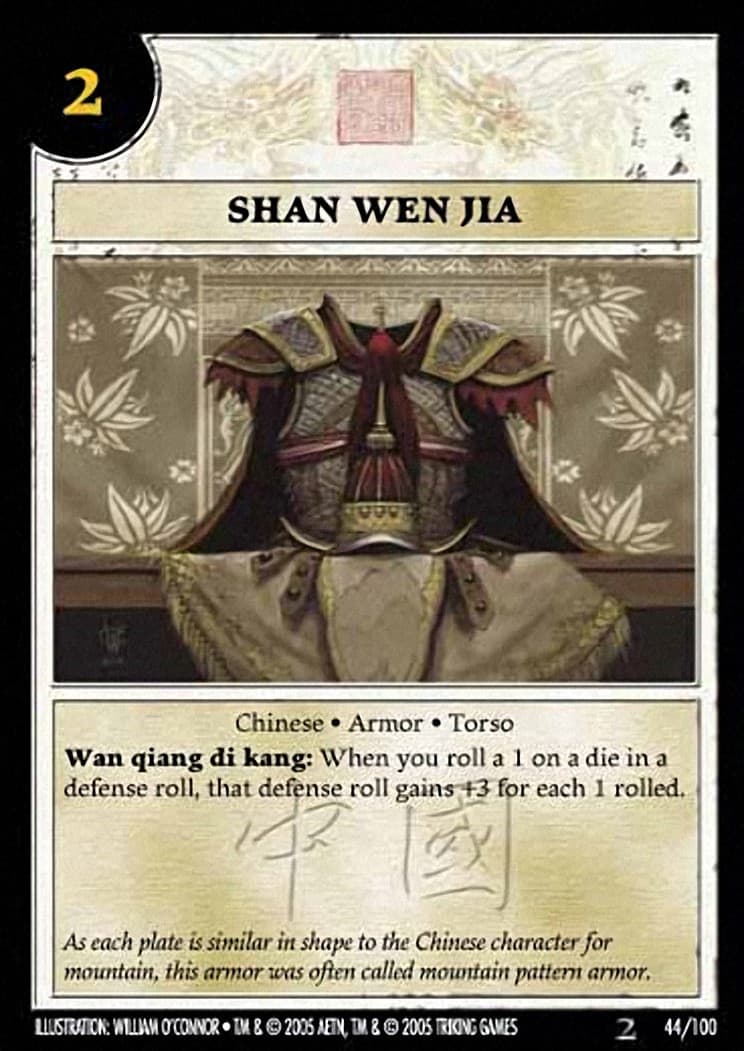 2
SHAN WEN JIA
Chinese • Armor • Torso
Wan qiang di kang: When you roll a 1 on a die in a
defense roll, that defense roll gains +3 for each 1 rolled.
中國
As each plate is similar in shape to the Chinese character for
mountain, this armor was often called mountain pattern armor.
ILLUSTRATION: WILLIAM O'CONNOR • TM & © 2005 AETN, TM & © 2005 TRIKING GAMES
2 44/100